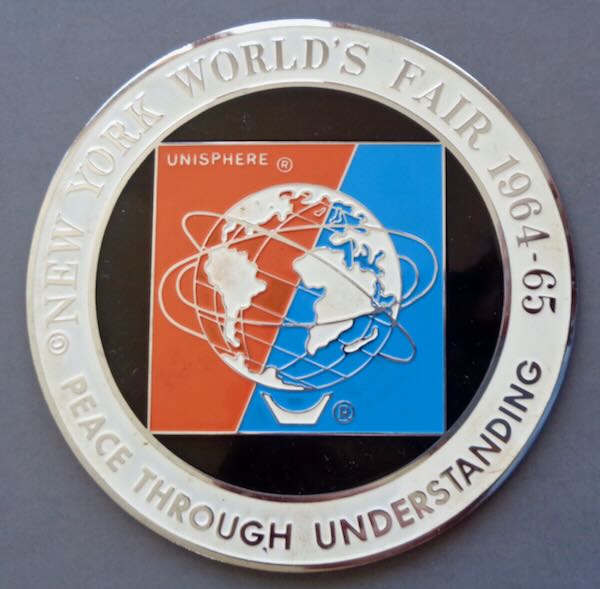 ©NEW YORK WORLD'S FAIR 1964-65
UNISPHERE ®
®
PEACE THROUGH UNDERSTANDING